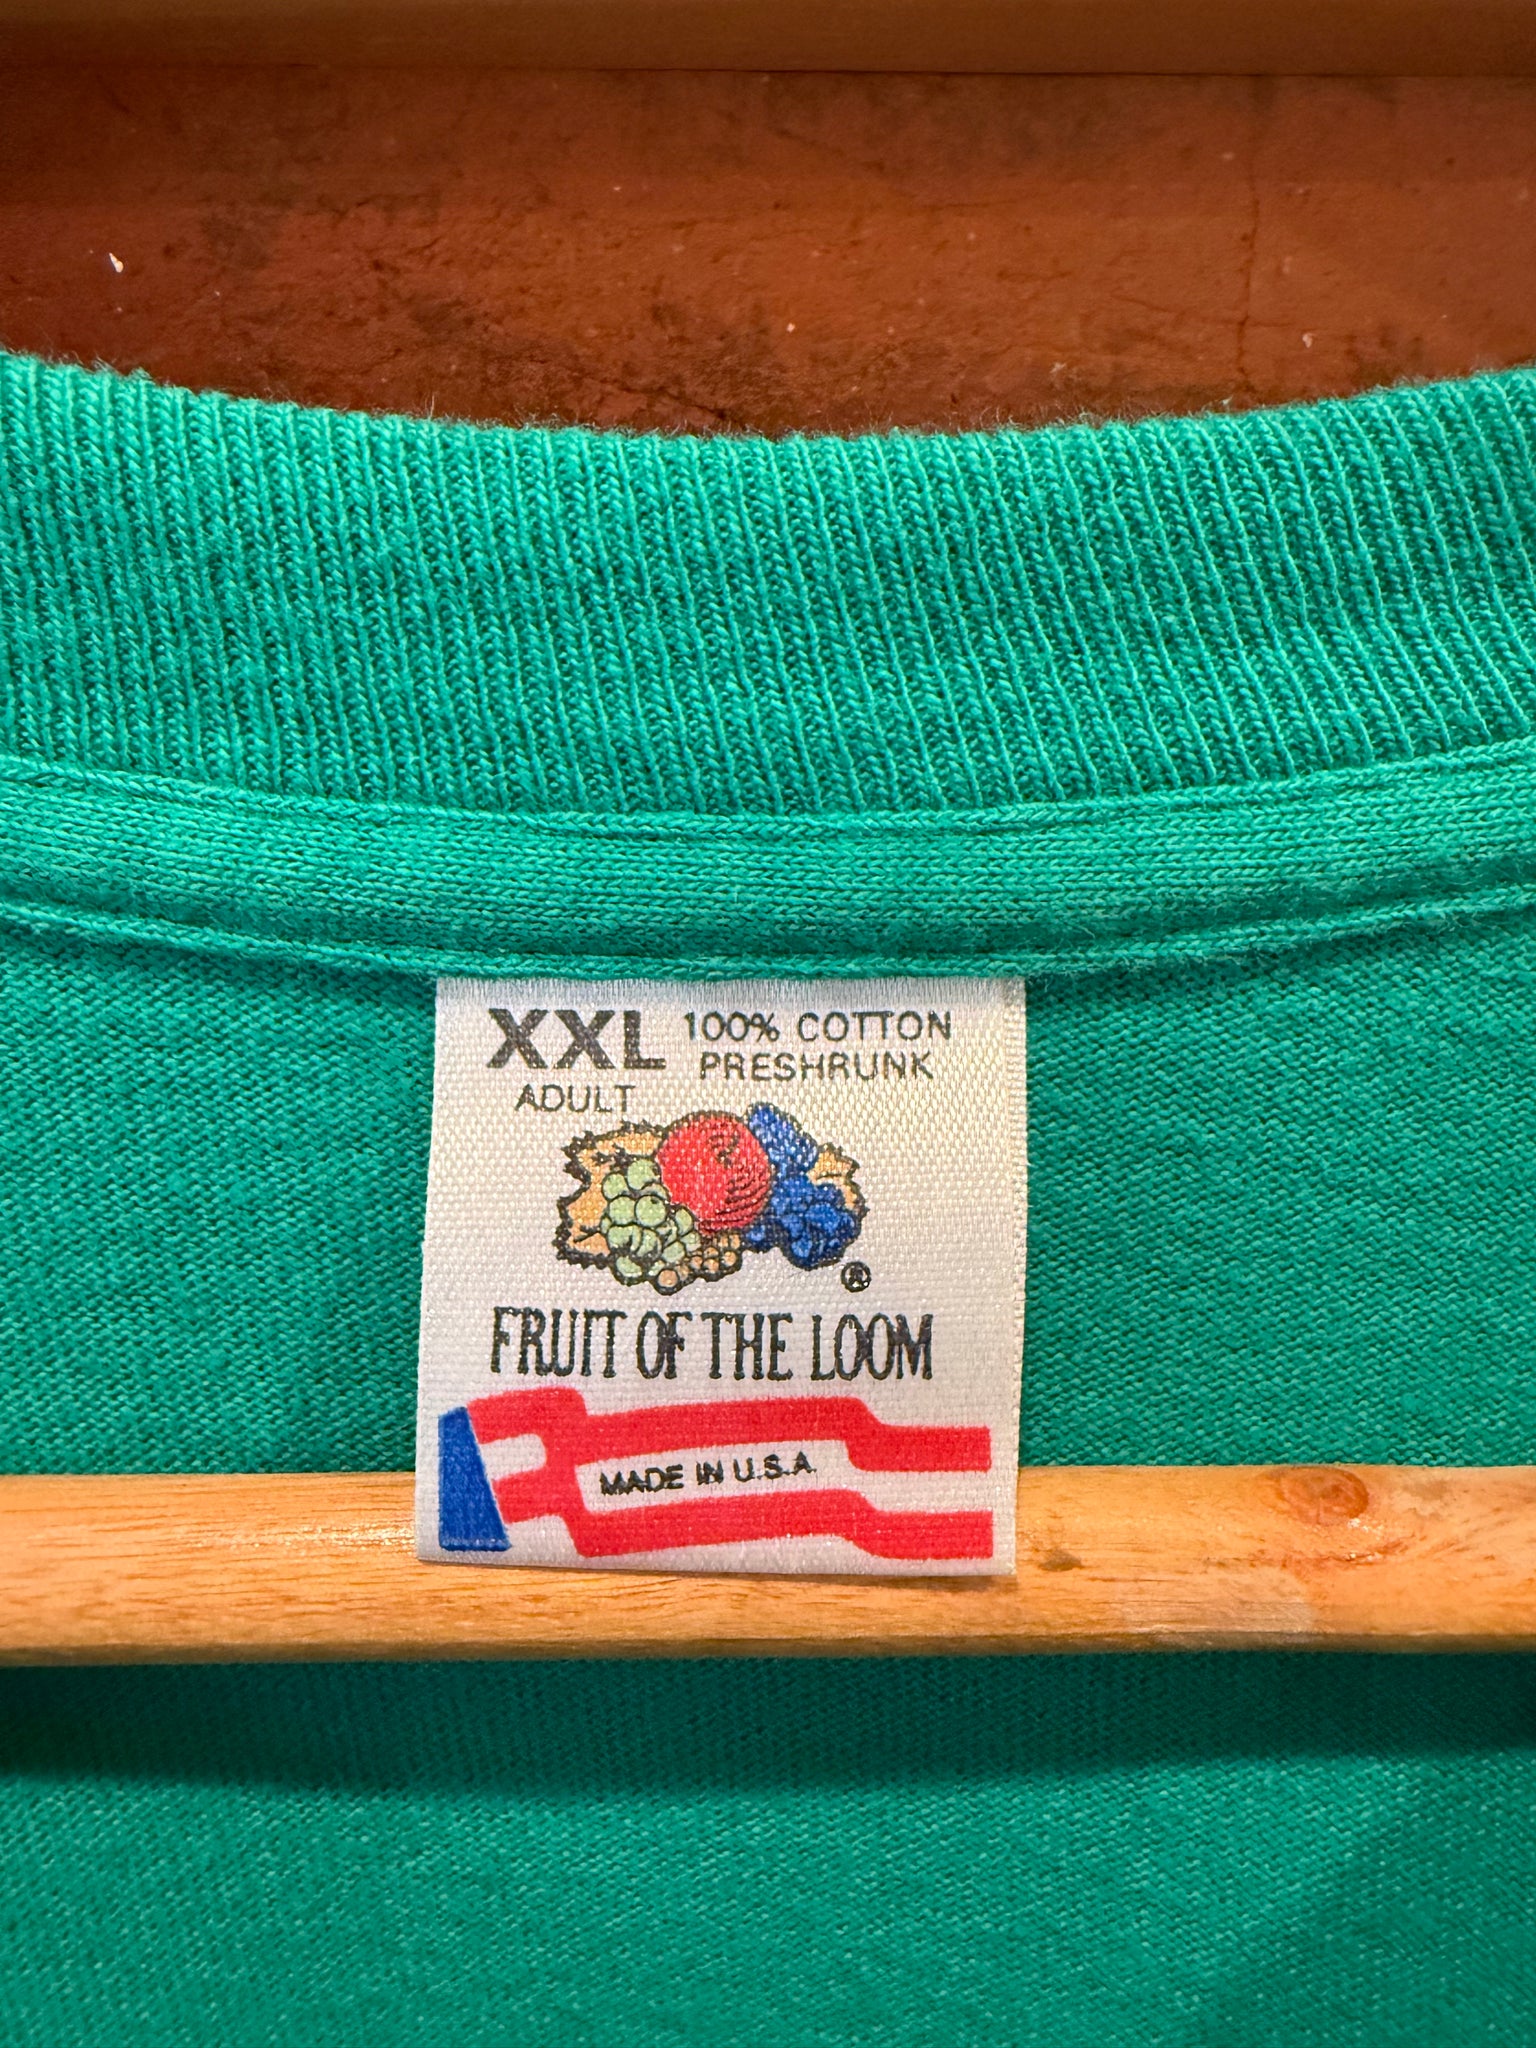 XXL 100% COTTON
PRESHRUNK
ADULT
®
FRUIT OF THE LOOM
MADE IN U.S.A.